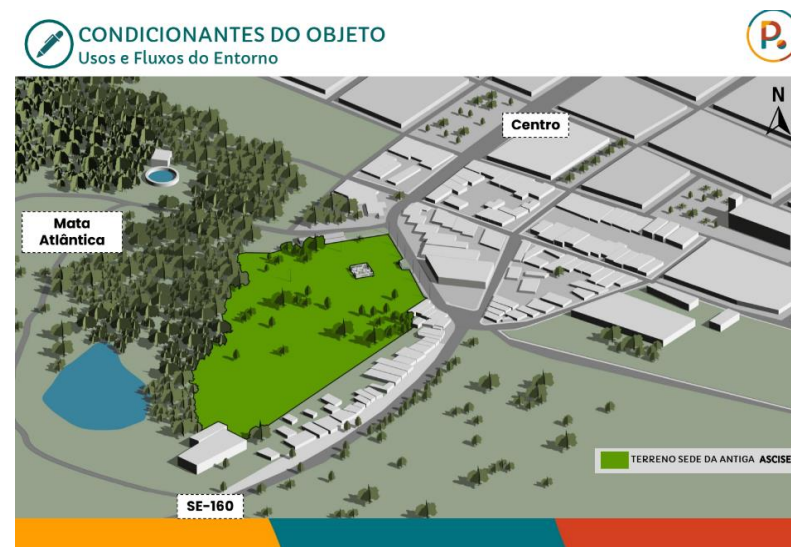 CONDICIONANTES DO OBJETO
Usos e Fluxos do Entorno
P.
N
Centro
Mata
Atlântica
TERRENO SEDE DA ANTIGA ASCISE
SE-160